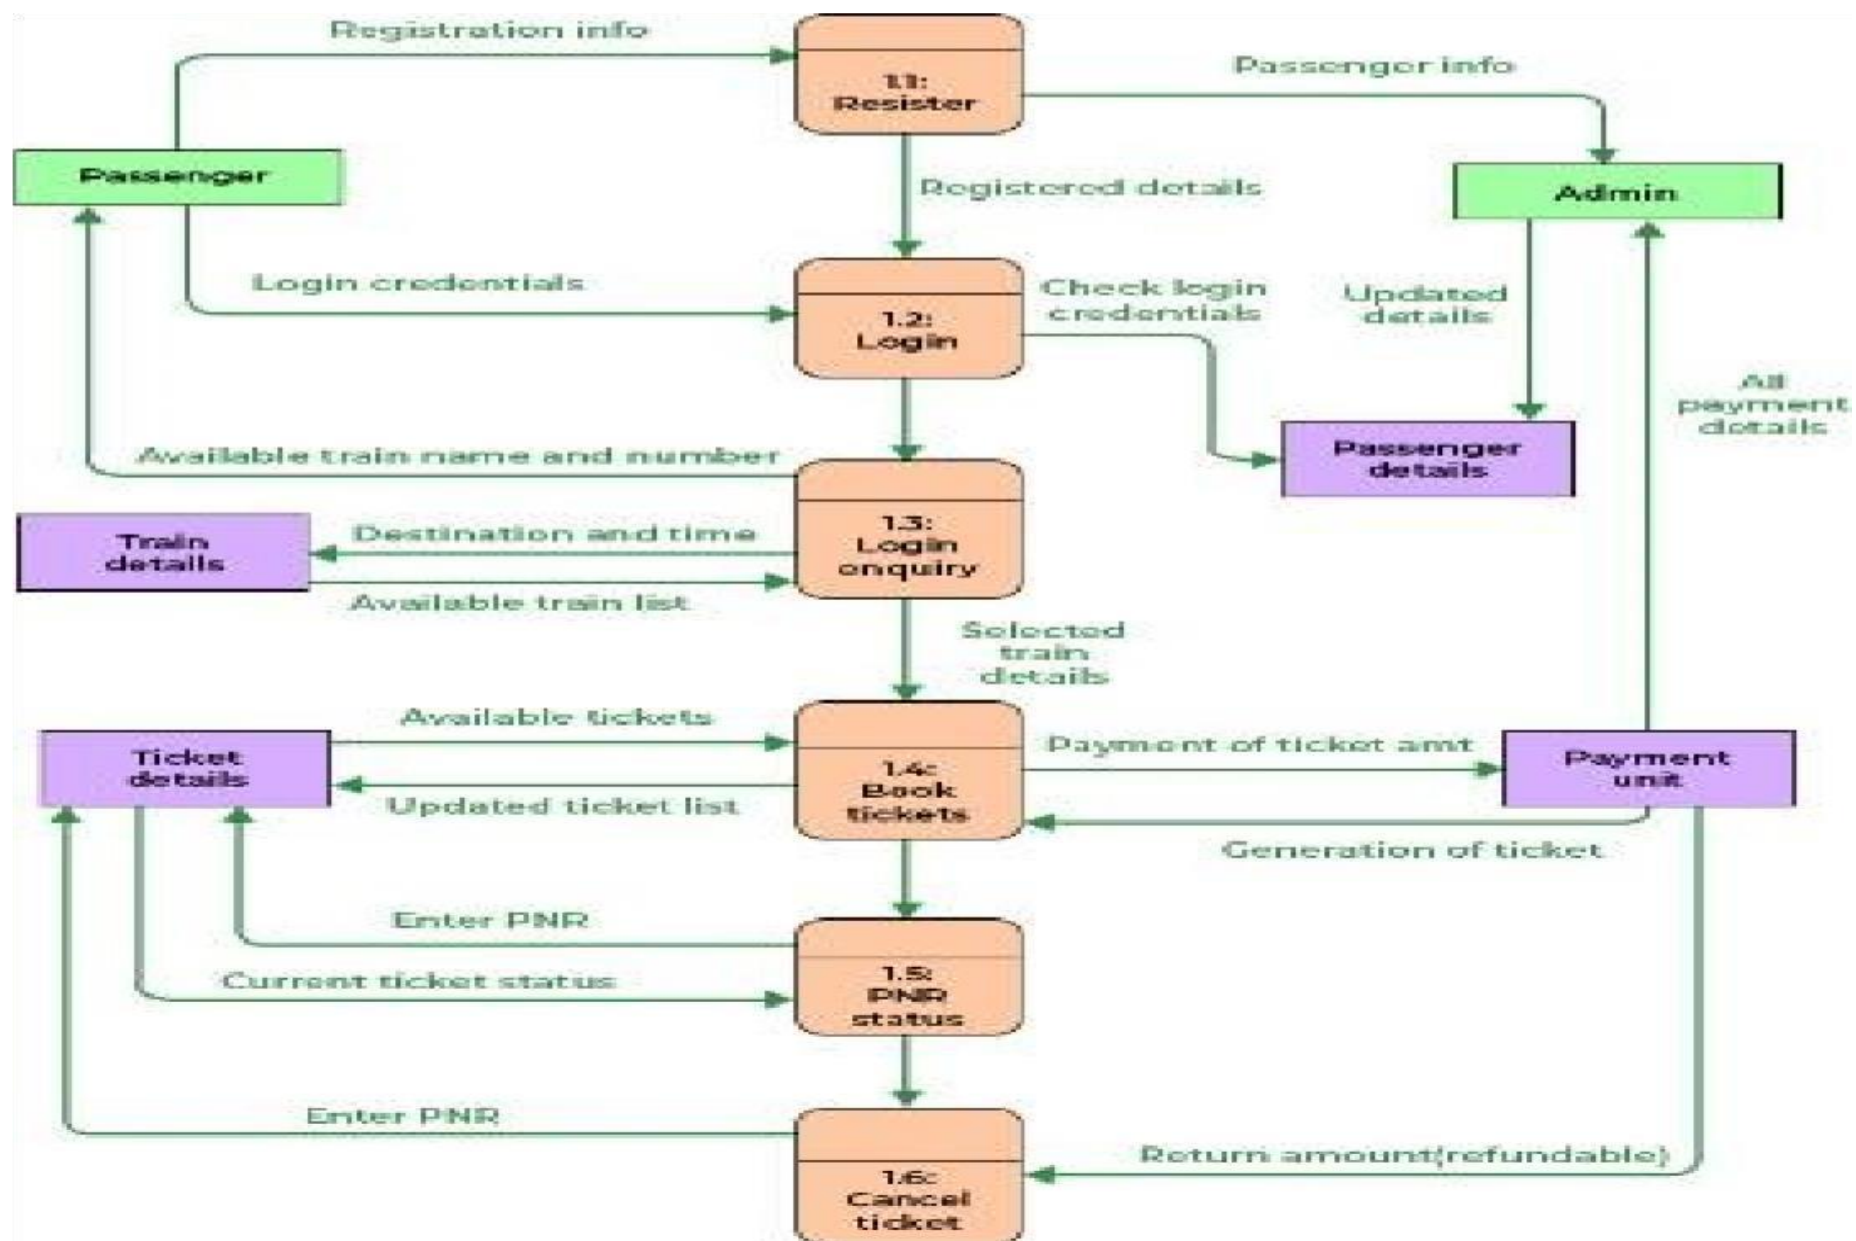 Registration info
1.1:
Resister
Passenger info
Passenger
Registered details
Admin
Login credentials
1.2:
Login
Check login
credentials
Updated
details
All
payment
details
Passenger
details
Available train name and number
1.3:
Login
enquiry
Train
details
Destination and time
Available train list
Selected
train
details
Available tickets
Ticket
details
Updated ticket list
1.4:
Book
tickets
Payment of ticket amt
Payment
unit
Generation of ticket
Enter PNR
Current ticket status
1.5:
PNR
status
Enter PNR
Return amount(refundable)
1.6:
Cancel
ticket